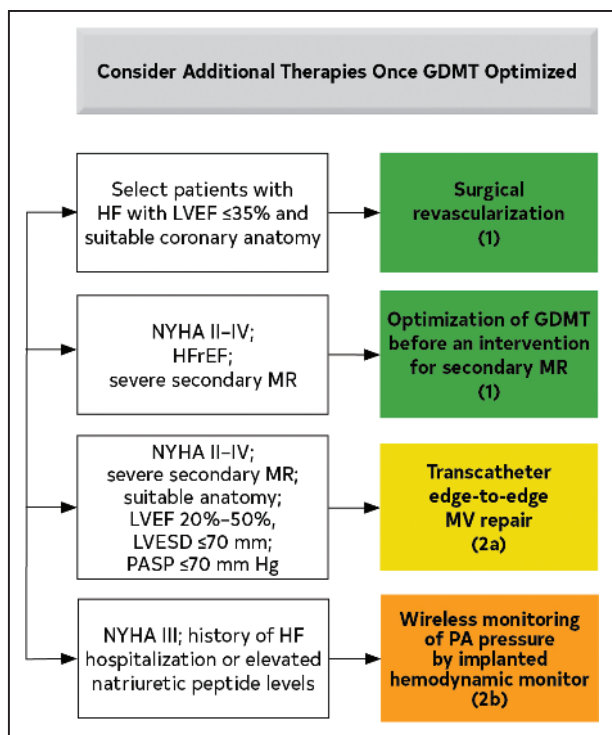 Consider Additional Therapies Once GDMT Optimized
Select patients with
HF with LVEF ≤35% and
suitable coronary anatomy
Surgical
revascularization
(1)
NYHA II–IV;
HFrEF;
severe secondary MR
Optimization of GDMT
before an intervention
for secondary MR
(1)
NYHA II–IV;
severe secondary MR;
suitable anatomy;
LVEF 20%–50%,
LVESD ≤70 mm;
PASP ≤70 mm Hg
Transcatheter
edge-to-edge
MV repair
(2a)
NYHA III; history of HF
hospitalization or elevated
natriuretic peptide levels
Wireless monitoring
of PA pressure
by implanted
hemodynamic monitor
(2b)